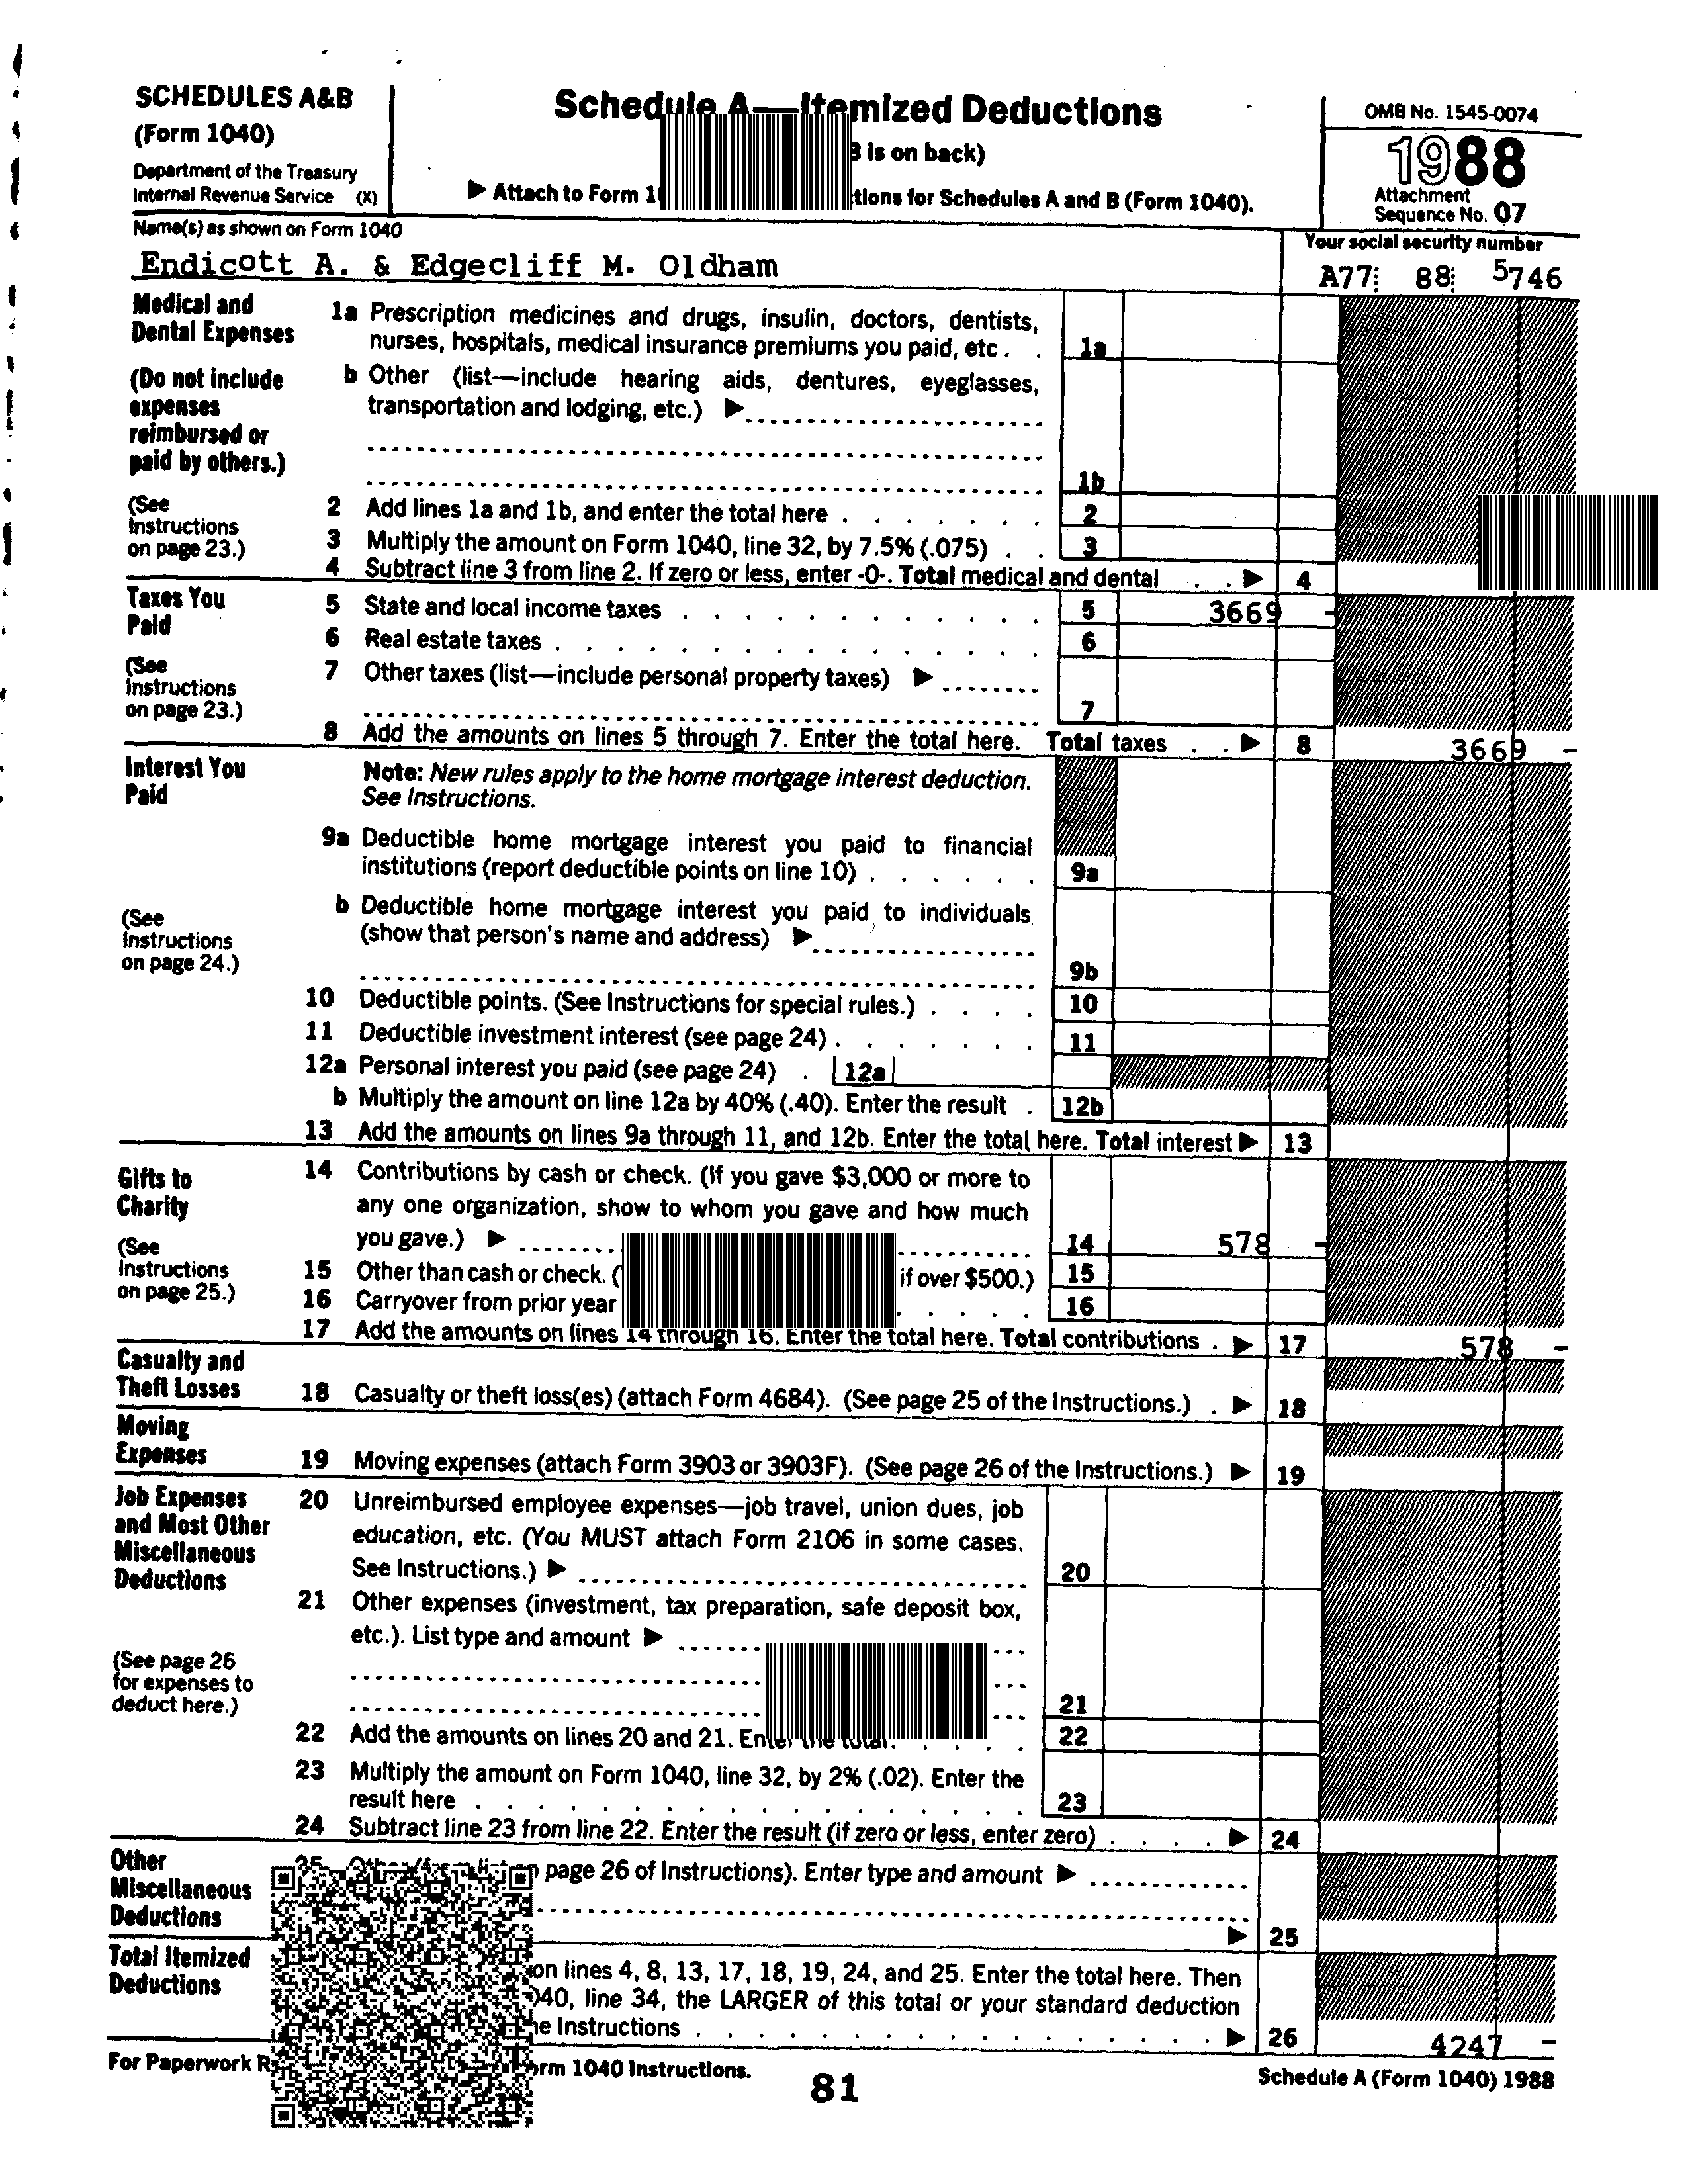 SCHEDULES A&B
(Form 1040)
Department of the Treasury
Internal Revenue Service (X)
Schedule A—Itemized Deductions
B is on back)
▶ Attach to Form
for Schedules A and B (Form 1040).
OMB No. 1545-0074
1988
Attachment
Sequence No. 07
Name(s) as shown on Form 1040
Your social security number
Endicott A. & Edgecliff M. Oldham
A77 88 5746
Medical and
Dental Expenses
(Do not include
expenses
reimbursed or
paid by others.)
(See
Instructions
on page 23.)
1a Prescription medicines and drugs, insulin, doctors, dentists,
nurses, hospitals, medical insurance premiums you paid, etc . . 1a
b Other (list—include hearing aids, dentures, eyeglasses,
transportation and lodging, etc.) ▶
1b
2 Add lines 1a and 1b, and enter the total here . . . . . . . 2
3 Multiply the amount on Form 1040, line 32, by 7.5% (.075) . . 3
4 Subtract line 3 from line 2. If zero or less, enter -0-. Total medical and dental . . ▶ 4
Taxes You
Paid
(See
Instructions
on page 23.)
5 State and local income taxes . . . . . . . . . . . . 5 3669 -
6 Real estate taxes . . . . . . . . . . . . . . . . 6
7 Other taxes (list—include personal property taxes) ▶
7
8 Add the amounts on lines 5 through 7. Enter the total here. Total taxes . . ▶ 8 3669 -
Interest You
Paid
(See
Instructions
on page 24.)
Note: New rules apply to the home mortgage interest deduction.
See Instructions.
9a Deductible home mortgage interest you paid to financial
institutions (report deductible points on line 10) . . . . . . 9a
b Deductible home mortgage interest you paid to individuals
(show that person's name and address) ▶
9b
10 Deductible points. (See Instructions for special rules.) . . . . 10
11 Deductible investment interest (see page 24) . . . . . . . 11
12a Personal interest you paid (see page 24) . 12a
b Multiply the amount on line 12a by 40% (.40). Enter the result . 12b
13 Add the amounts on lines 9a through 11, and 12b. Enter the total here. Total interest ▶ 13
Gifts to
Charity
(See
Instructions
on page 25.)
14 Contributions by cash or check. (If you gave $3,000 or more to
any one organization, show to whom you gave and how much
you gave.) ▶ 14 578 -
15 Other than cash or check. ( if over $500.) 15
16 Carryover from prior year . . . . . 16
17 Add the amounts on lines 14 through 16. Enter the total here. Total contributions . ▶ 17 578 -
Casualty and
Theft Losses
18 Casualty or theft loss(es) (attach Form 4684). (See page 25 of the Instructions.) . ▶ 18
Moving
Expenses
19 Moving expenses (attach Form 3903 or 3903F). (See page 26 of the Instructions.) ▶ 19
Job Expenses
and Most Other
Miscellaneous
Deductions
(See page 26
for expenses to
deduct here.)
20 Unreimbursed employee expenses—job travel, union dues, job
education, etc. (You MUST attach Form 2106 in some cases.
See Instructions.) ▶ 20
21 Other expenses (investment, tax preparation, safe deposit box,
etc.). List type and amount ▶
21
22 Add the amounts on lines 20 and 21. Enter the total. . . . . 22
23 Multiply the amount on Form 1040, line 32, by 2% (.02). Enter the
result here . . . . . . . . . . . . . . . . . 23
24 Subtract line 23 from line 22. Enter the result (if zero or less, enter zero) . . . . ▶ 24
Other
Miscellaneous
Deductions
page 26 of Instructions). Enter type and amount ▶
▶ 25
Total Itemized
Deductions
on lines 4, 8, 13, 17, 18, 19, 24, and 25. Enter the total here. Then
line 34, the LARGER of this total or your standard deduction
Instructions . . . . . . . . . . . . . . . . ▶ 26 4247 -
For Paperwork
1040 Instructions.
81
Schedule A (Form 1040) 1988